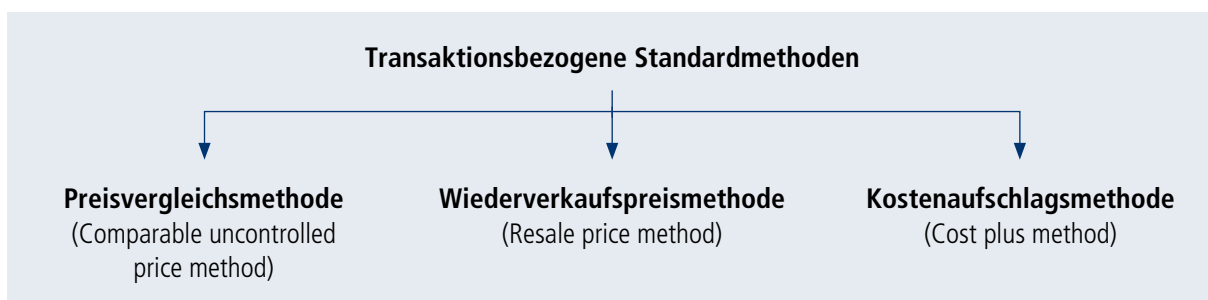 Transaktionsbezogene Standardmethoden
Preisvergleichsmethode
(Comparable uncontrolled
price method)
Wiederverkaufspreismethode
(Resale price method)
Kostenaufschlagsmethode
(Cost plus method)